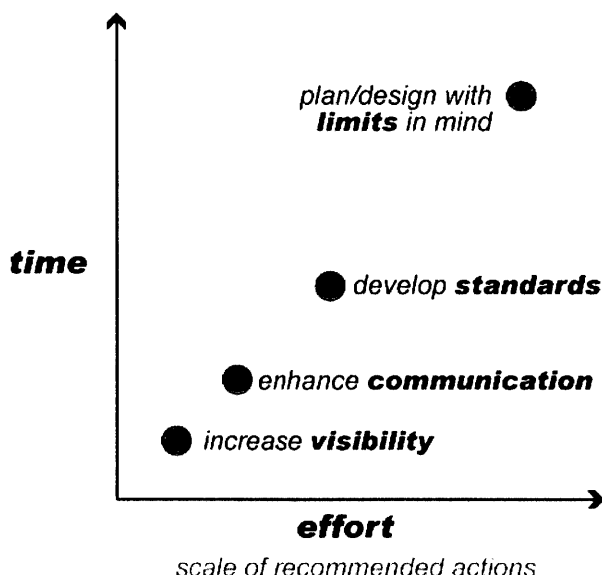 plan/design with
limits in mind
time
develop standards
enhance communication
increase visibility
effort
scale of recommended actions